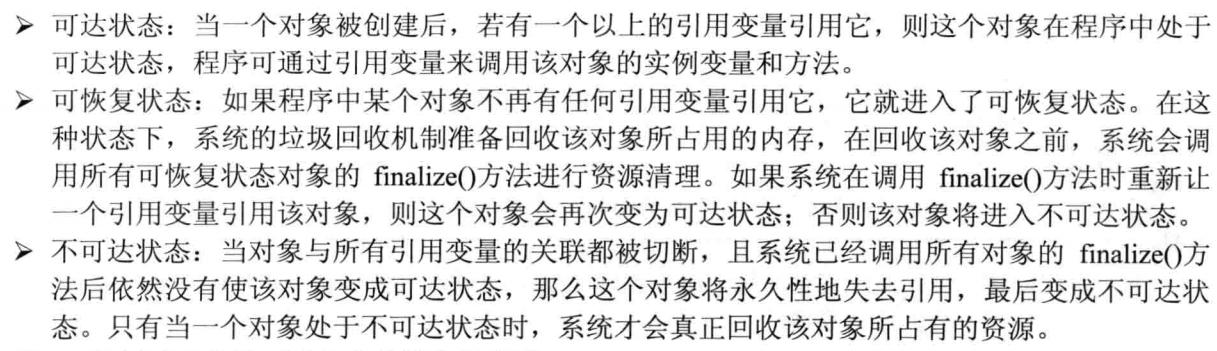 ➢ 可达状态：当一个对象被创建后，若有一个以上的引用变量引用它，则这个对象在程序中处于
可达状态，程序可通过引用变量来调用该对象的实例变量和方法。
➢ 可恢复状态：如果程序中某个对象不再有任何引用变量引用它，它就进入了可恢复状态。在这
种状态下，系统的垃圾回收机制准备回收该对象所占用的内存，在回收该对象之前，系统会调
用所有可恢复状态对象的 finalize()方法进行资源清理。如果系统在调用 finalize()方法时重新让
一个引用变量引用该对象，则这个对象会再次变为可达状态；否则该对象将进入不可达状态。
➢ 不可达状态：当对象与所有引用变量的关联都被切断，且系统已经调用所有对象的 finalize()方
法后依然没有使该对象变成可达状态，那么这个对象将永久性地失去引用，最后变成不可达状
态。只有当一个对象处于不可达状态时，系统才会真正回收该对象所占有的资源。